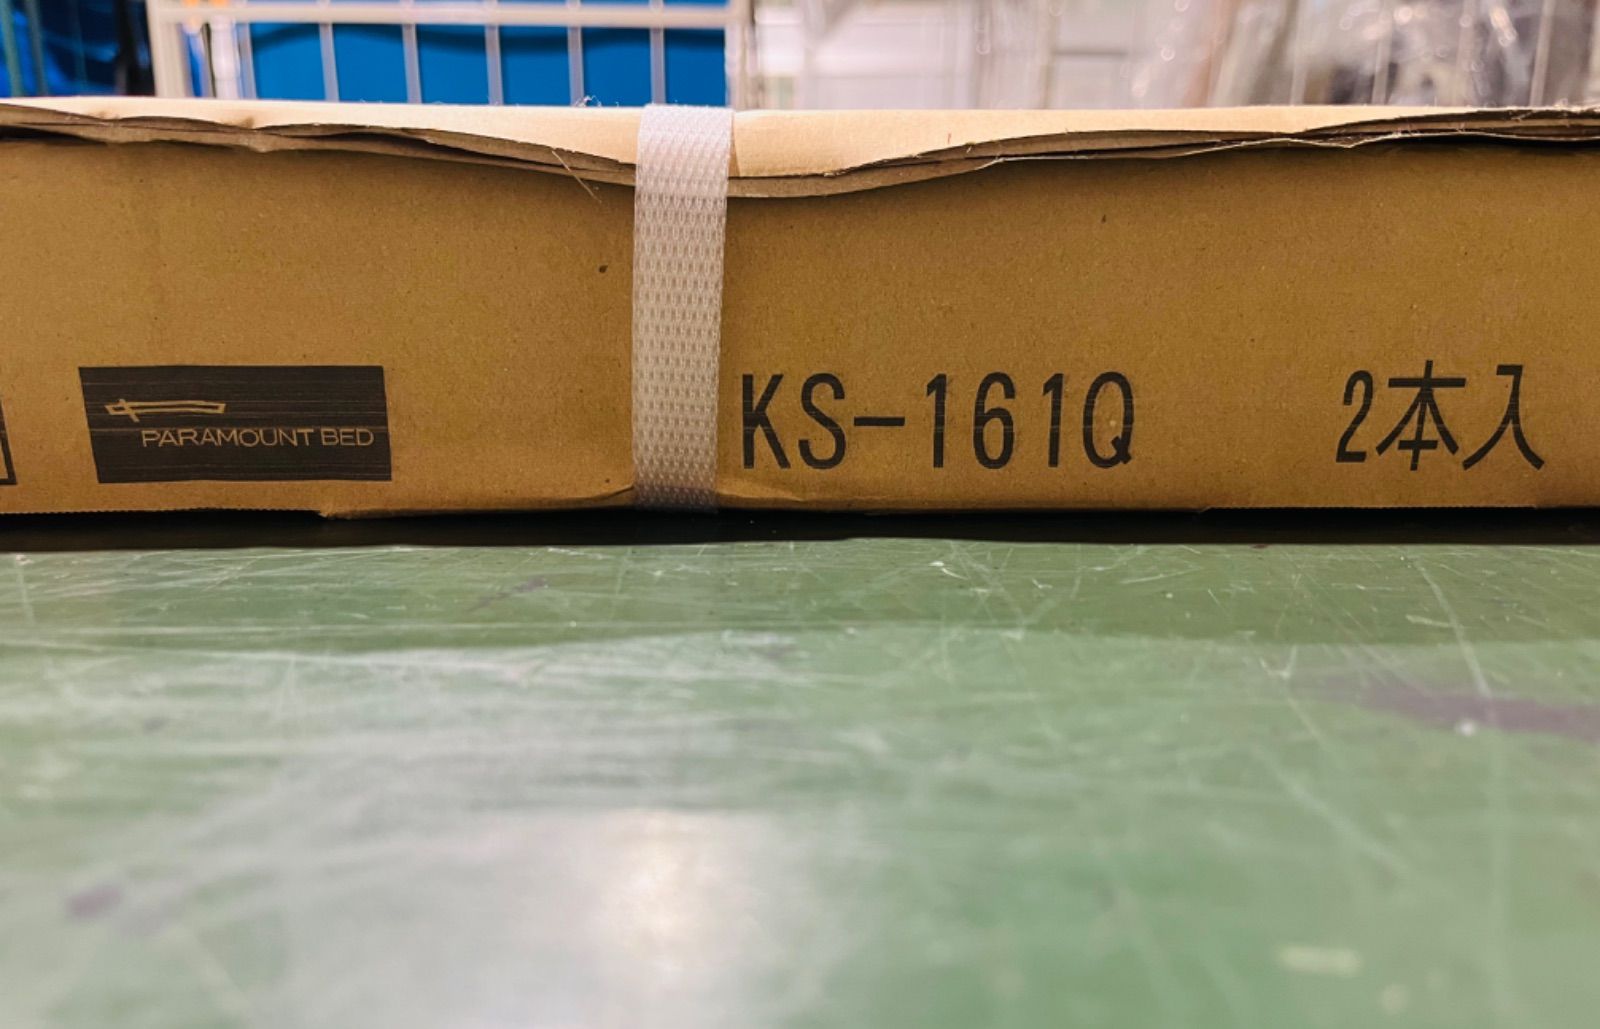 PARAMOUNT BED
KS-161Q 2本入